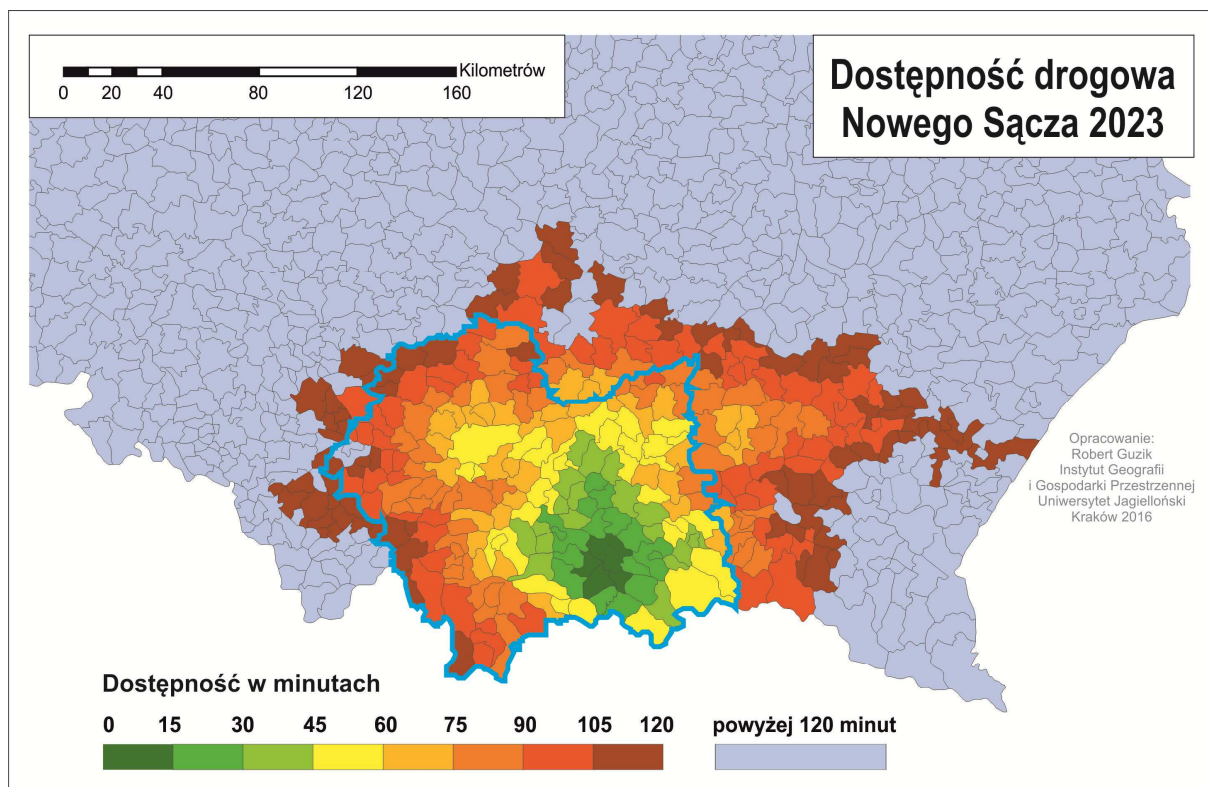 Kilometrów
0 20 40 80 120 160
Dostępność drogowa
Nowego Sącza 2023
Opracowanie:
Robert Guzik
Instytut Geografii
i Gospodarki Przestrzennej
Uniwersytet Jagielloński
Kraków 2016
Dostępność w minutach
0 15 30 45 60 75 90 105 120
powyżej 120 minut